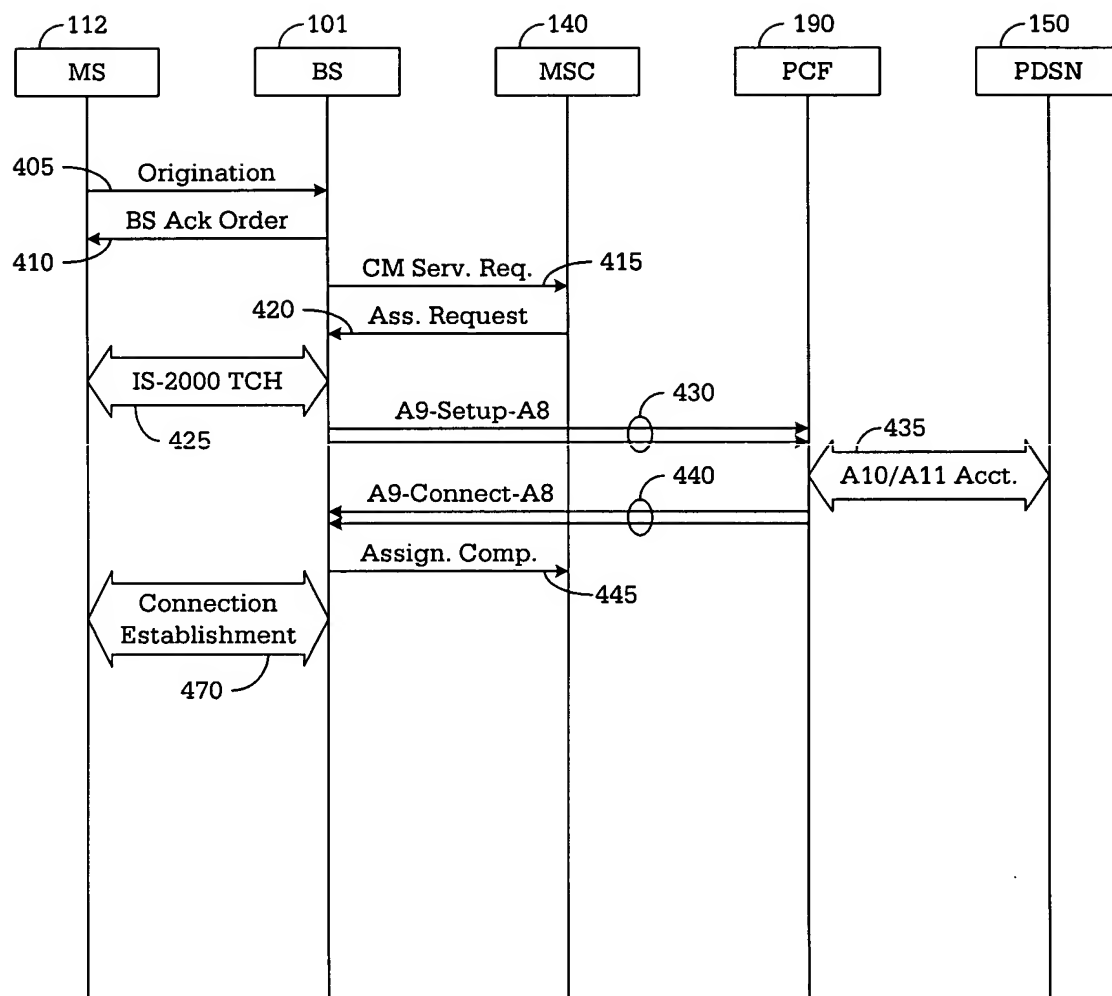 112
101
140
190
150
MS
BS
MSC
PCF
PDSN
405
Origination
BS Ack Order
410
CM Serv. Req.
415
420
Ass. Request
IS-2000 TCH
425
A9-Setup-A8
430
435
A10/A11 Acct.
A9-Connect-A8
440
Assign. Comp.
445
Connection
Establishment
470